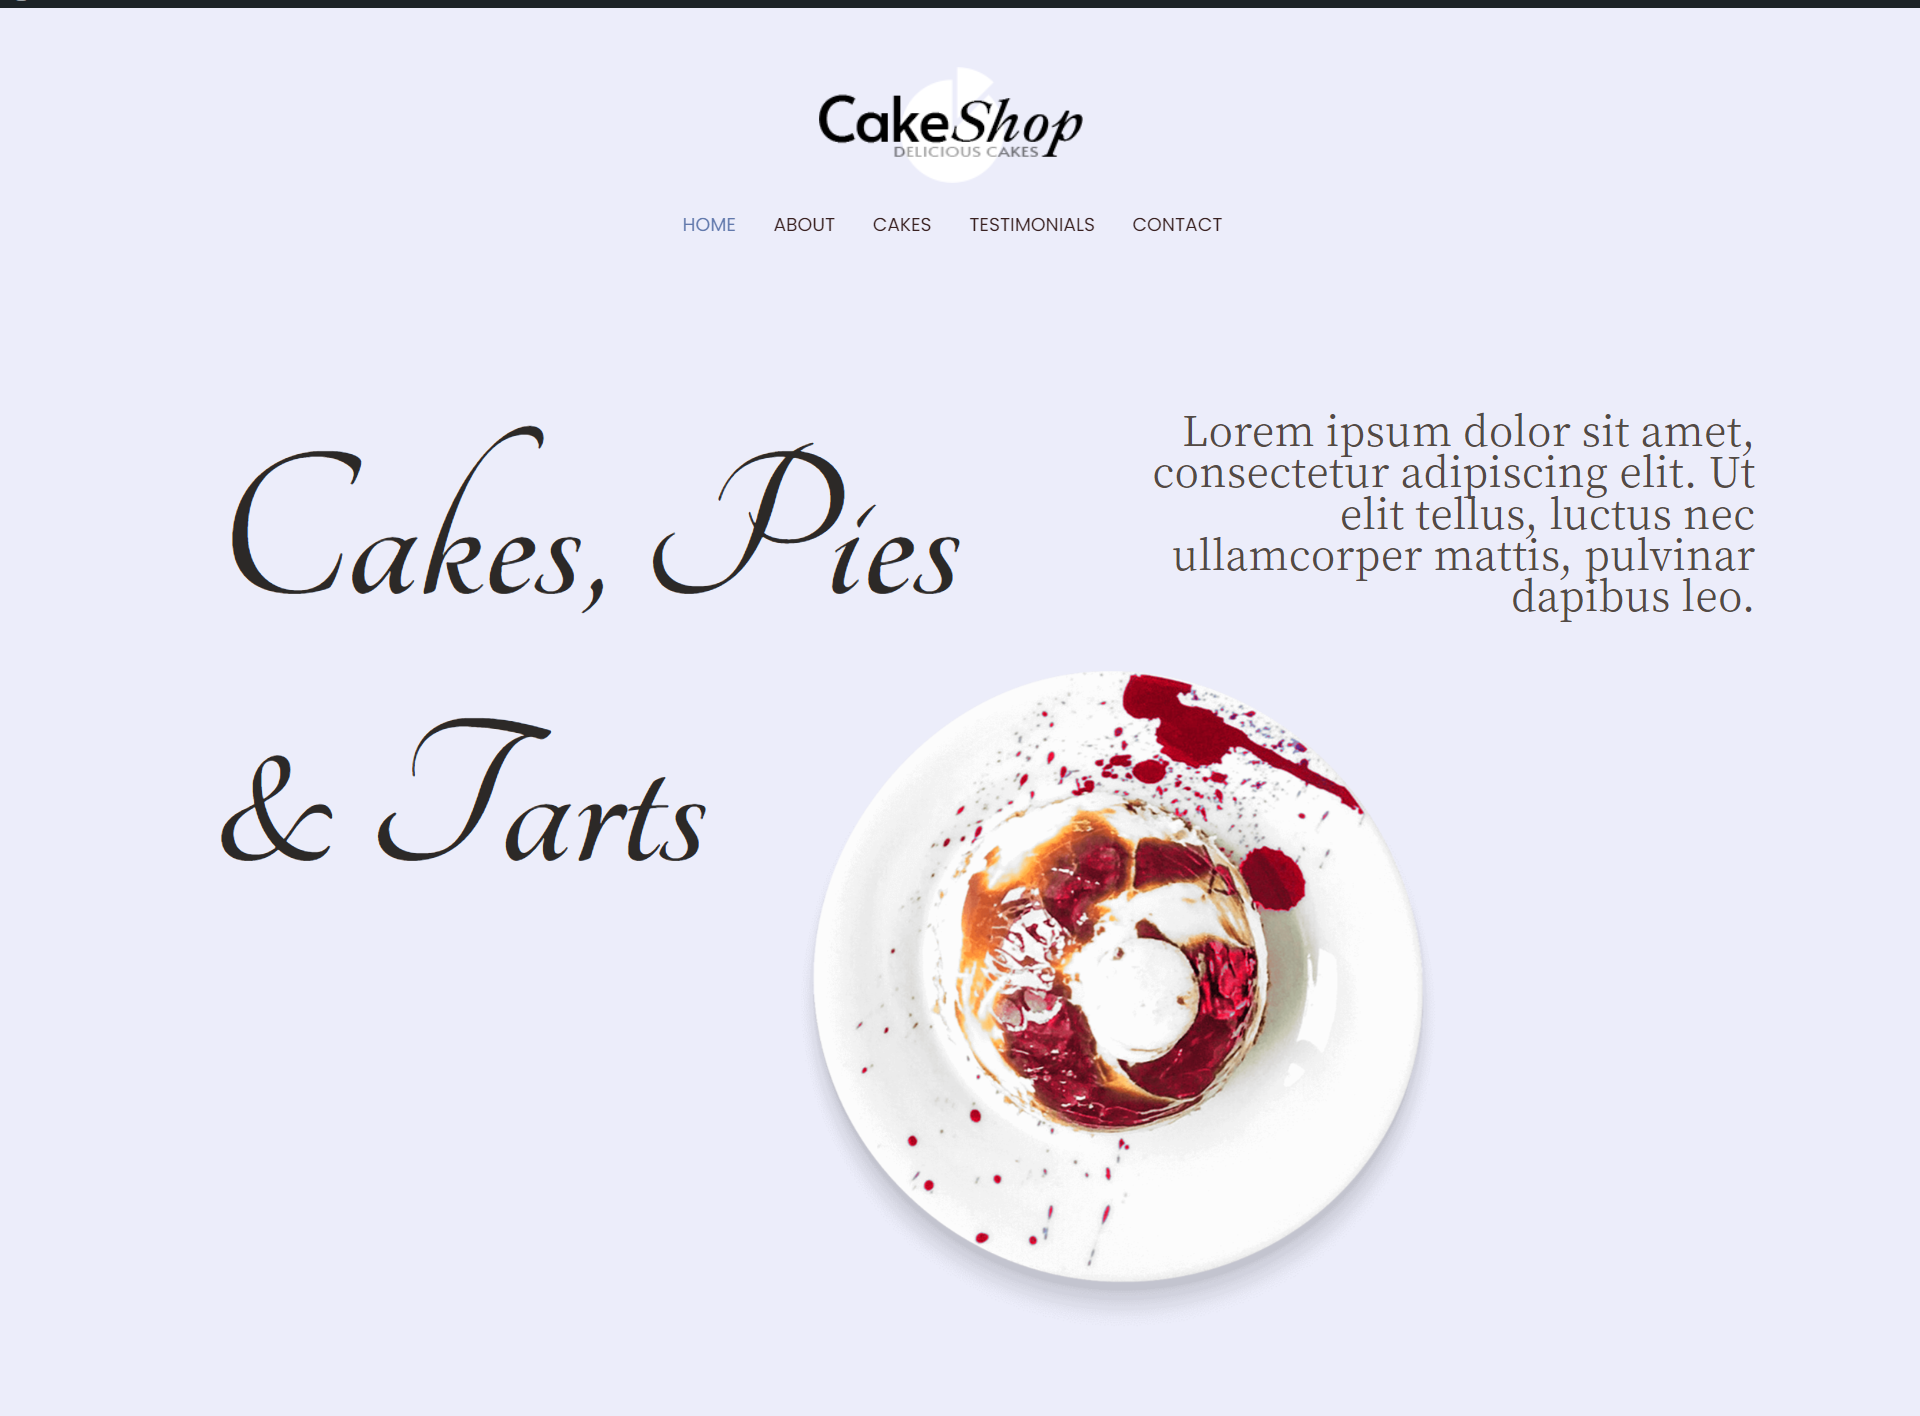 CakeShop
DELICIOUS CAKES
HOME ABOUT CAKES TESTIMONIALS CONTACT
Cakes, Pies
& Tarts
Lorem ipsum dolor sit amet,
consectetur adipiscing elit. Ut
elit tellus, luctus nec
ullamcorper mattis, pulvinar
dapibus leo.